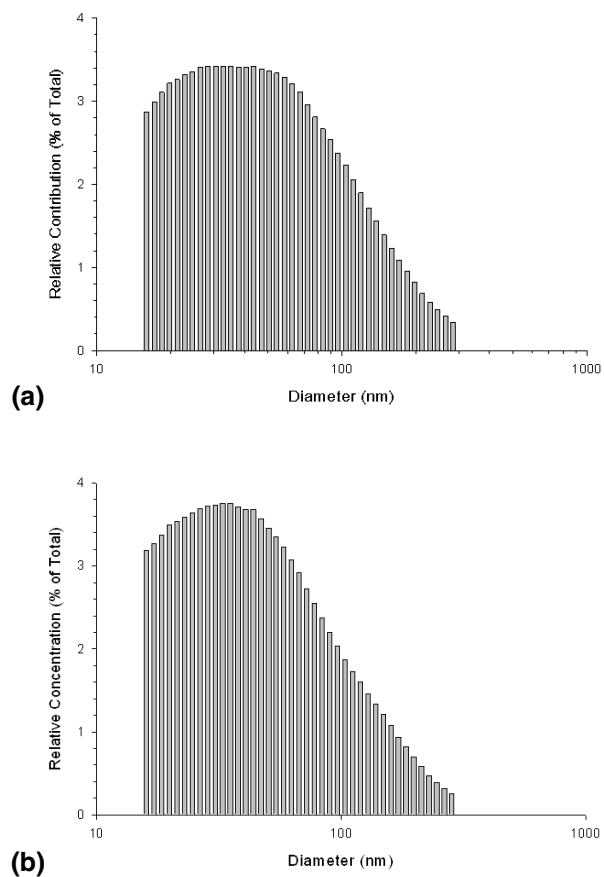 4
3
2
1
0
Relative Contribution (% of Total)
10
100
1000
Diameter (nm)
(a)
4
3
2
1
0
Relative Concentration (% of Total)
10
100
1000
Diameter (nm)
(b)